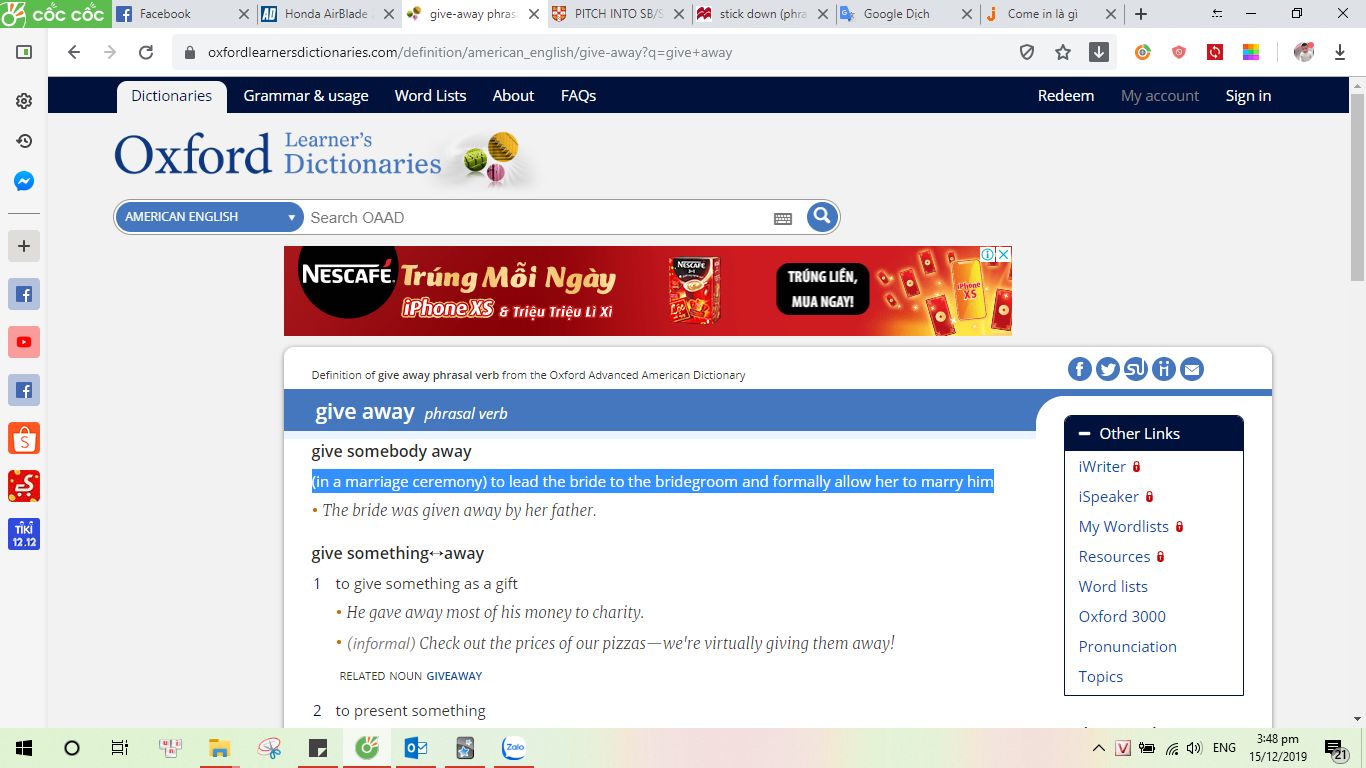 cốc cốc
Facebook
Honda AirBlade
give-away phras
PITCH INTO SB/S
stick down (phra
Google Dịch
Come in là gì
oxfordlearnersdictionaries.com/definition/american_english/give-away?q=give+away
Dictionaries Grammar & usage Word Lists About FAQs Redeem My account Sign in
Oxford Learner's Dictionaries
AMERICAN ENGLISH Search OAAD
NESCAFÉ
Trúng Mỗi Ngày
iPhone XS & Triệu Triệu Lì Xì
NESCAFÉ
TRÚNG LIỀN,
MUA NGAY!
iPhone XS
Definition of give away phrasal verb from the Oxford Advanced American Dictionary
give away phrasal verb
give somebody away
(in a marriage ceremony) to lead the bride to the bridegroom and formally allow her to marry him
• The bride was given away by her father.
give something↔away
1 to give something as a gift
• He gave away most of his money to charity.
• (informal) Check out the prices of our pizzas—we're virtually giving them away!
RELATED NOUN GIVEAWAY
2 to present something
Other Links
iWriter
iSpeaker
My Wordlists
Resources
Word lists
Oxford 3000
Pronunciation
Topics
TIKI
12.12
Zalo
ENG
3:48 pm
15/12/2019
21